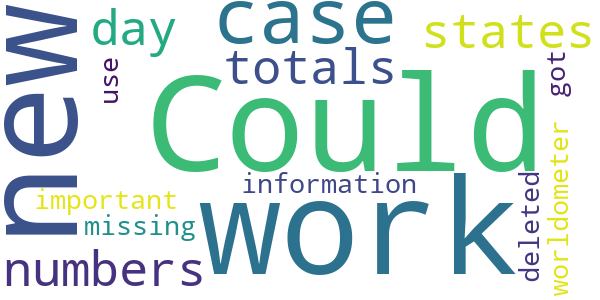 new
day
case
states
use
totals
got
Could
important
information
missing
work
deleted
worldometer
numbers